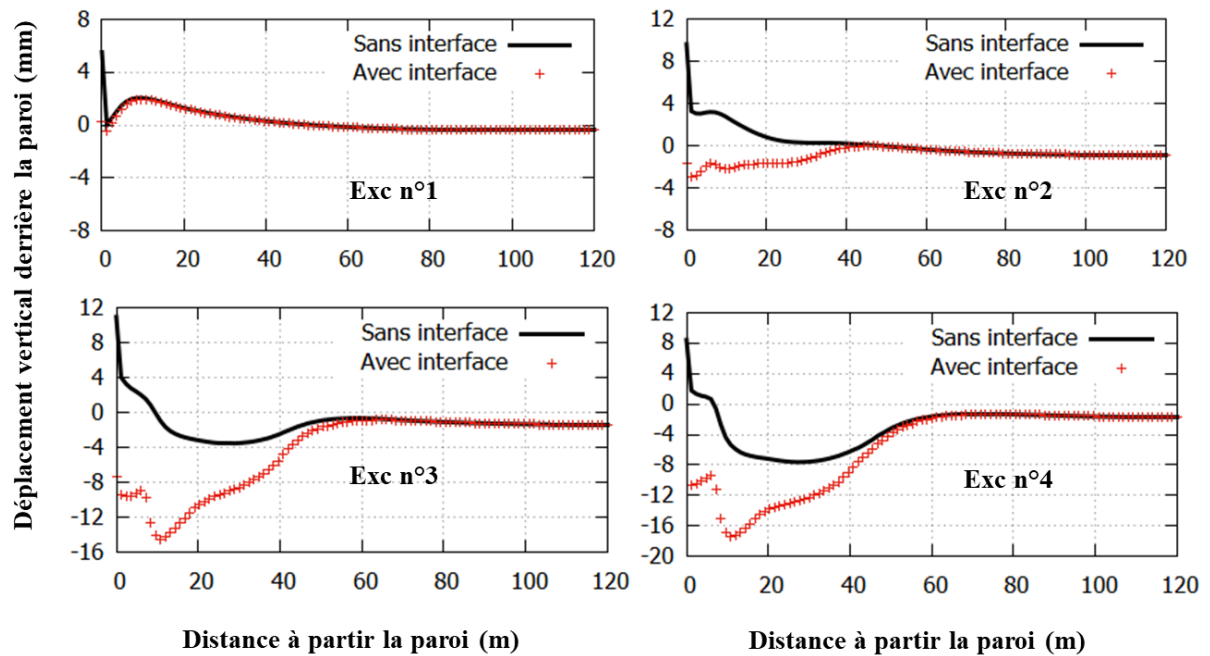 Déplacement vertical derrière la paroi (mm)
8
4
0
-4
-8
Sans interface
Avec interface
Exc n°1
0 20 40 60 80 100 120
12
8
4
0
-4
-8
Sans interface
Avec interface
Exc n°2
0 20 40 60 80 100 120
12
8
4
0
-4
-8
-12
-16
Sans interface
Avec interface
Exc n°3
0 20 40 60 80 100 120
Distance à partir la paroi (m)
12
8
4
0
-4
-8
-12
-16
-20
Sans interface
Avec interface
Exc n°4
0 20 40 60 80 100 120
Distance à partir la paroi (m)